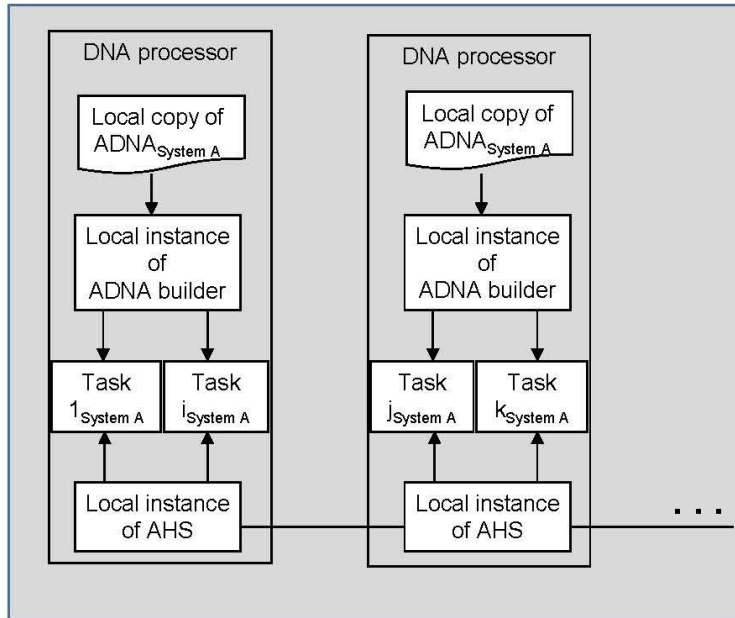 DNA processor
Local copy of
ADNASystem A
Local instance
of
ADNA builder
Task
1System A
Task
iSystem A
Local instance
of AHS
DNA processor
Local copy of
ADNASystem A
Local instance
of
ADNA builder
Task
jSystem A
Task
kSystem A
Local instance
of AHS
. . .